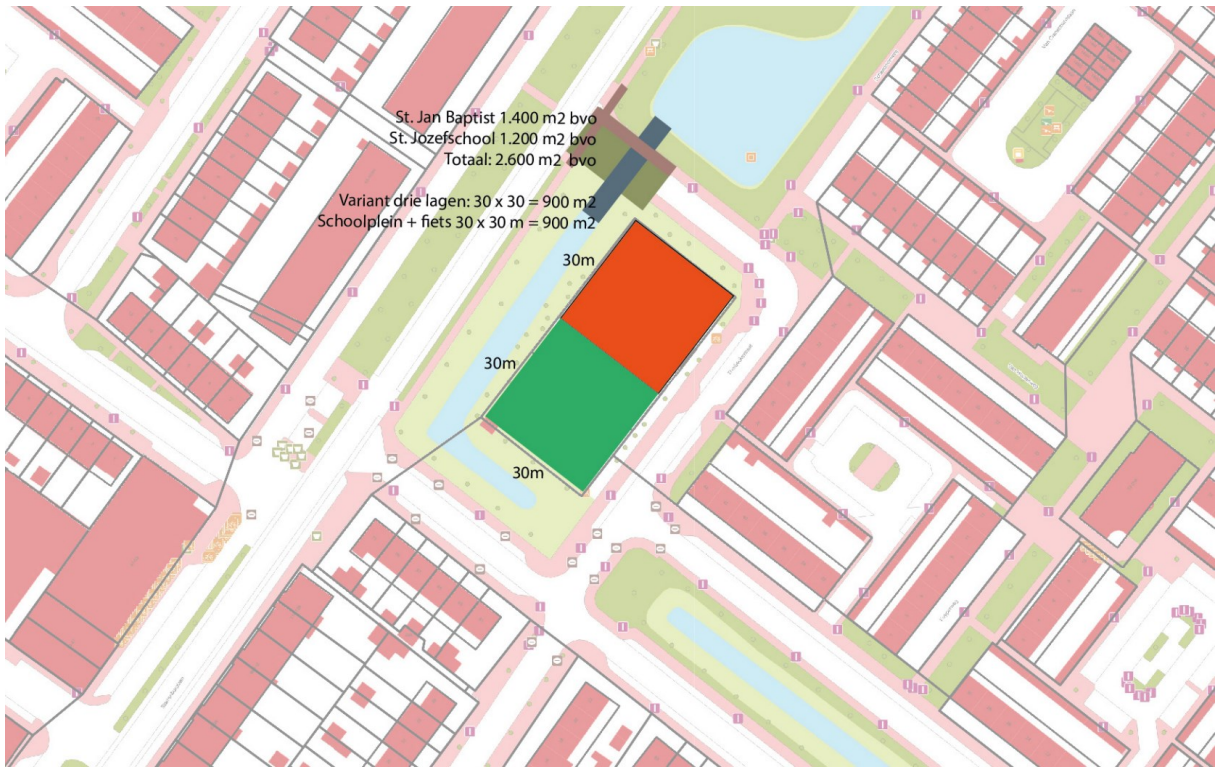 St. Jan Baptist 1.400 m2 bvo
St. Jozefschool 1.200 m2 bvo
Totaal: 2.600 m2 bvo
Variant drie lagen: 30 x 30 = 900 m2
Schoolplein + fiets 30 x 30 m = 900 m2
30m
30m
30m